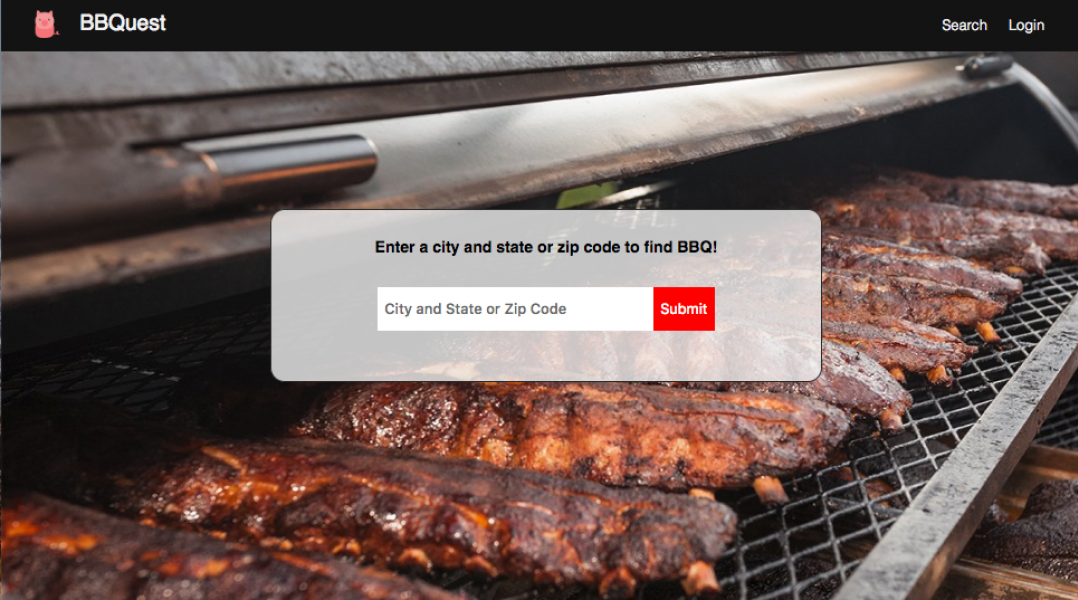 BBQuest
Search Login
Enter a city and state or zip code to find BBQ!
City and State or Zip Code Submit